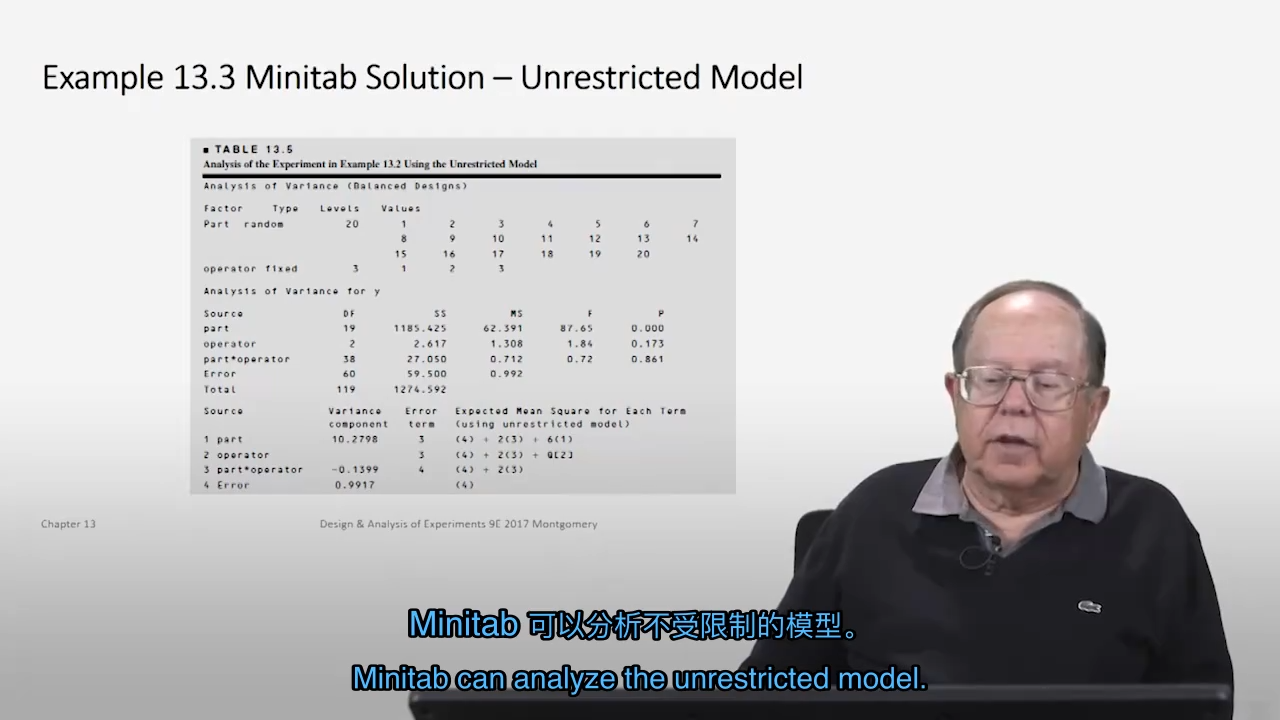 Example 13.3 Minitab Solution – Unrestricted Model
■ TABLE 13.5
Analysis of the Experiment in Example 13.2 Using the Unrestricted Model
Analysis of Variance (Balanced Designs)
Factor Type Levels Values
Part random 20 1 2 3 4 5 6 7
8 9 10 11 12 13 14
15 16 17 18 19 20
operator fixed 3 1 2 3
Analysis of Variance for y
Source DF SS MS F P
part 19 1185.425 62.391 87.65 0.000
operator 2 2.617 1.308 1.84 0.173
part*operator 38 27.050 0.712 0.72 0.861
Error 60 59.500 0.992
Total 119 1274.592
Source Variance Error Expected Mean Square for Each Term
component term (using unrestricted model)
1 part 10.2798 3 (4) + 2(3) + 6(1)
2 operator 3 (4) + 2(3) + Q[2]
3 part*operator -0.1399 4 (4) + 2(3)
4 Error 0.9917 (4)
Chapter 13
Design & Analysis of Experiments 9E 2017 Montgomery
Minitab 可以分析不受限制的模型。
Minitab can analyze the unrestricted model.